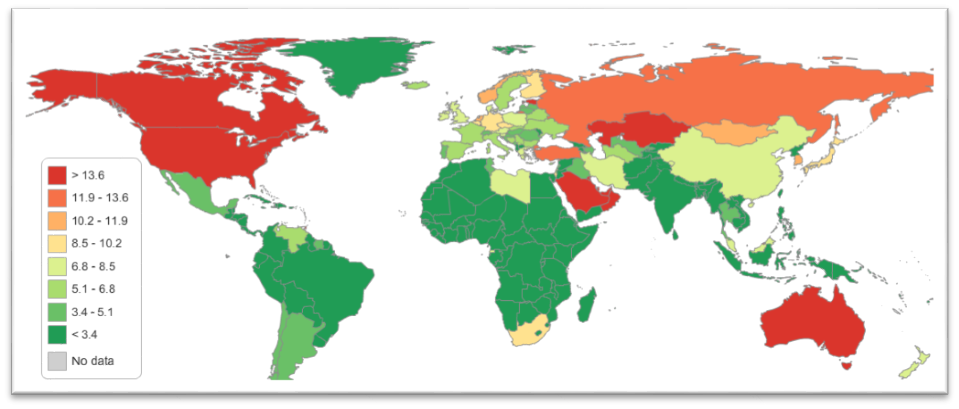 > 13.6
11.9 - 13.6
10.2 - 11.9
8.5 - 10.2
6.8 - 8.5
5.1 - 6.8
3.4 - 5.1
< 3.4
No data